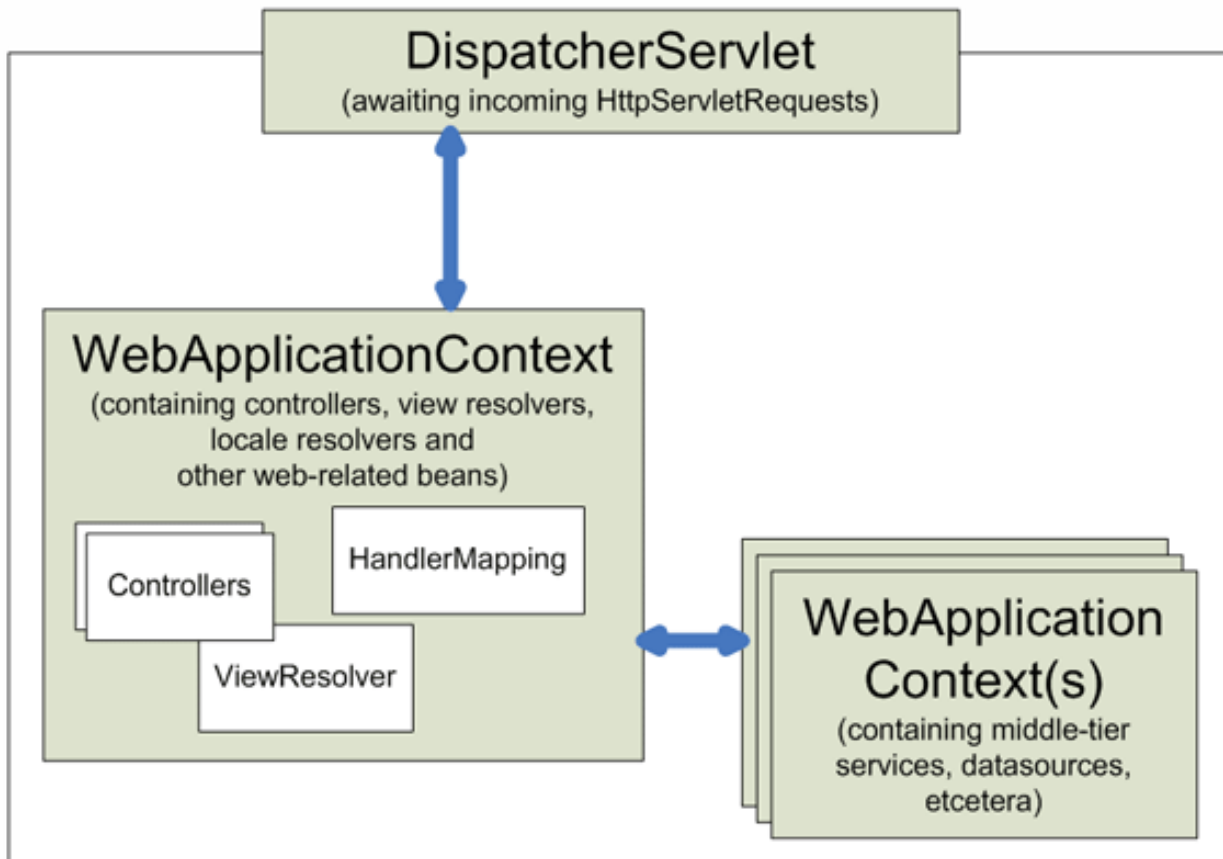 DispatcherServlet
(awaiting incoming HttpServletRequests)
WebApplicationContext
(containing controllers, view resolvers,
locale resolvers and
other web-related beans)
HandlerMapping
Controllers
ViewResolver
WebApplication
Context(s)
(containing middle-tier
services, datasources,
etcetera)